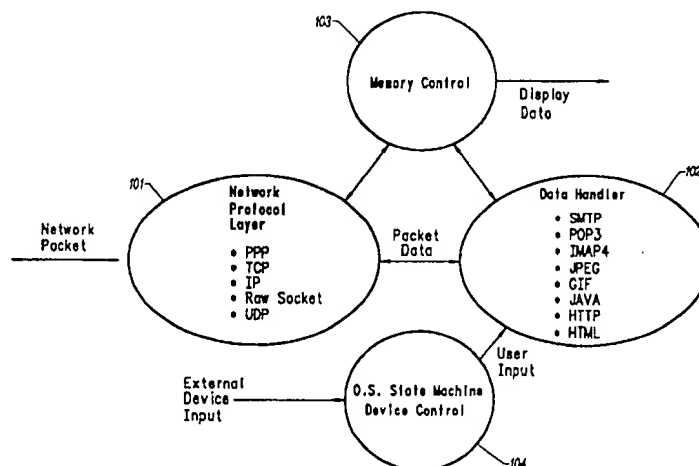 103
Memory Control
Display
Data
101
Network
Protocol
Layer
• PPP
• TCP
• IP
• Raw Socket
• UDP
Network
Packet
Packet
Data
102
Data Handler
• SMTP
• POP3
• IMAP4
• JPEG
• GIF
• JAVA
• HTTP
• HTML
User
Input
External
Device
Input
O.S. State Machine
Device Control
104